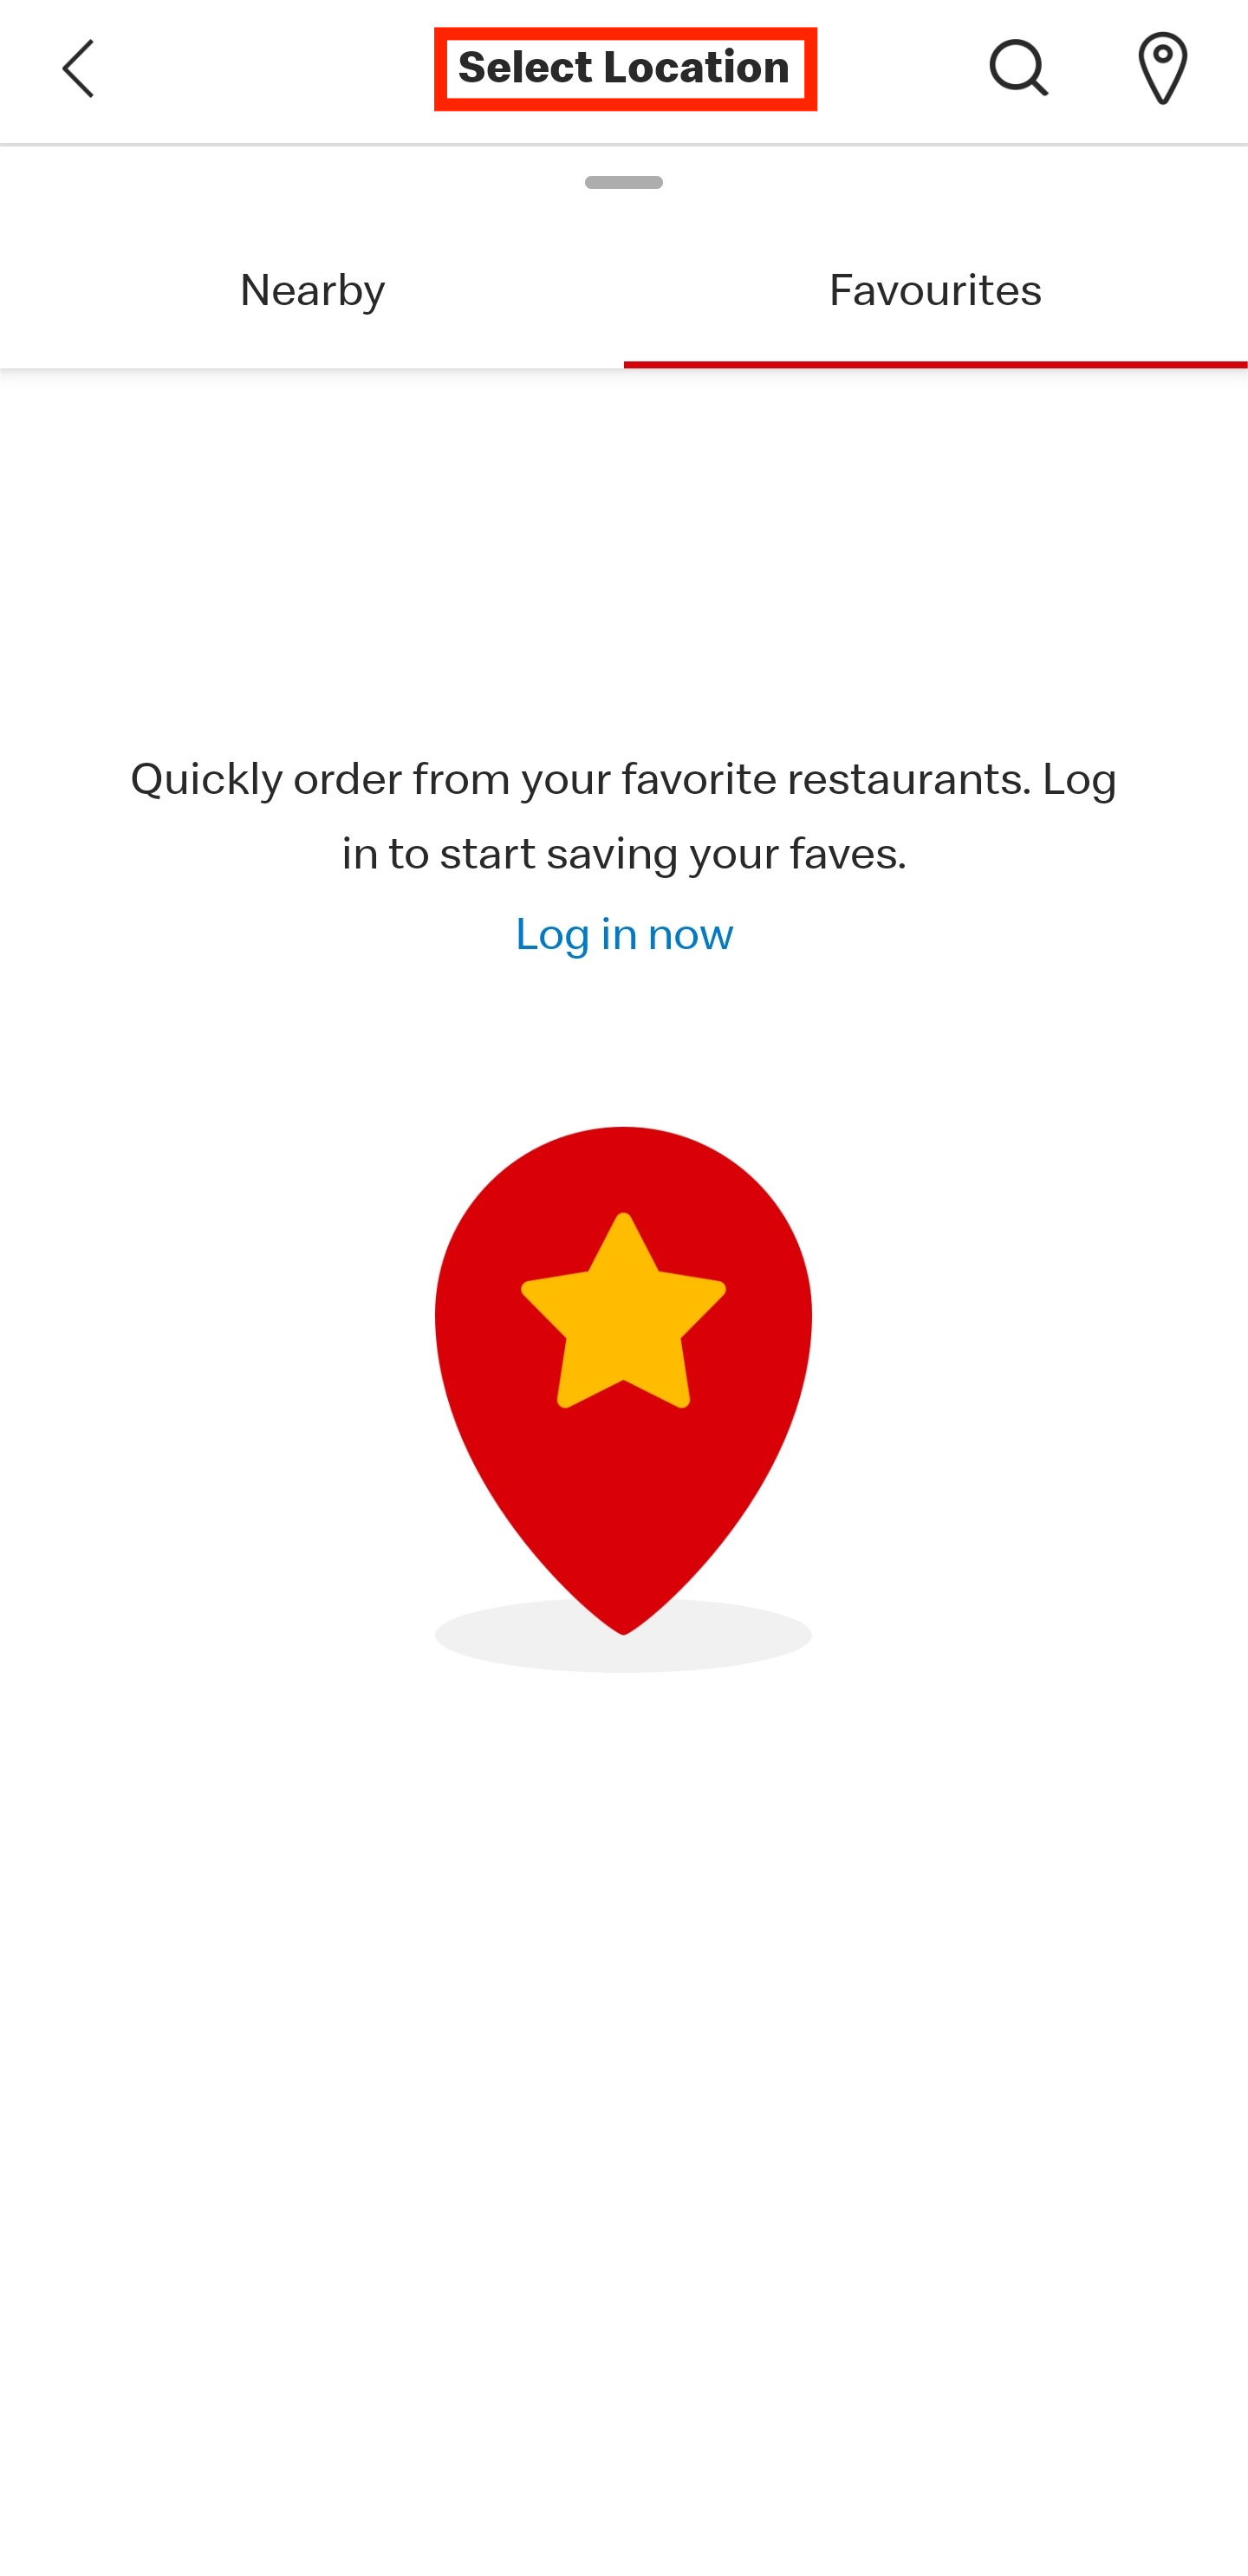 Select Location
Nearby
Favourites
Quickly order from your favorite restaurants. Log
in to start saving your faves.
Log in now